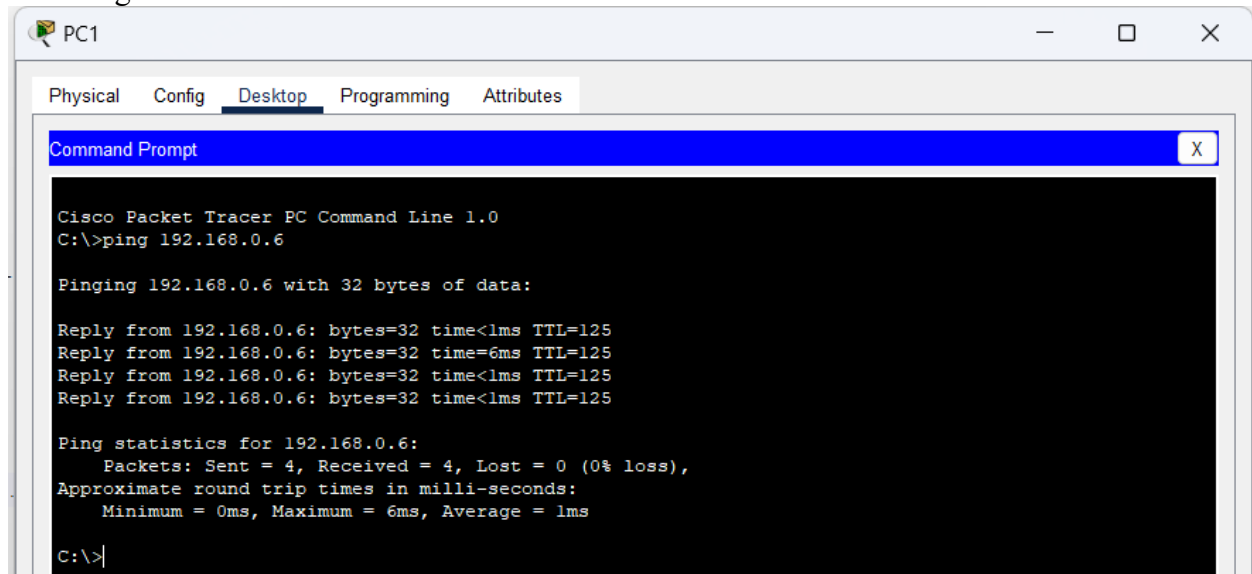 PC1
Physical Config Desktop Programming Attributes
Command Prompt
X
Cisco Packet Tracer PC Command Line 1.0
C:\>ping 192.168.0.6
Pinging 192.168.0.6 with 32 bytes of data:
Reply from 192.168.0.6: bytes=32 time<1ms TTL=125
Reply from 192.168.0.6: bytes=32 time=6ms TTL=125
Reply from 192.168.0.6: bytes=32 time<1ms TTL=125
Reply from 192.168.0.6: bytes=32 time<1ms TTL=125
Ping statistics for 192.168.0.6:
Packets: Sent = 4, Received = 4, Lost = 0 (0% loss),
Approximate round trip times in milli-seconds:
Minimum = 0ms, Maximum = 6ms, Average = 1ms
C:\>